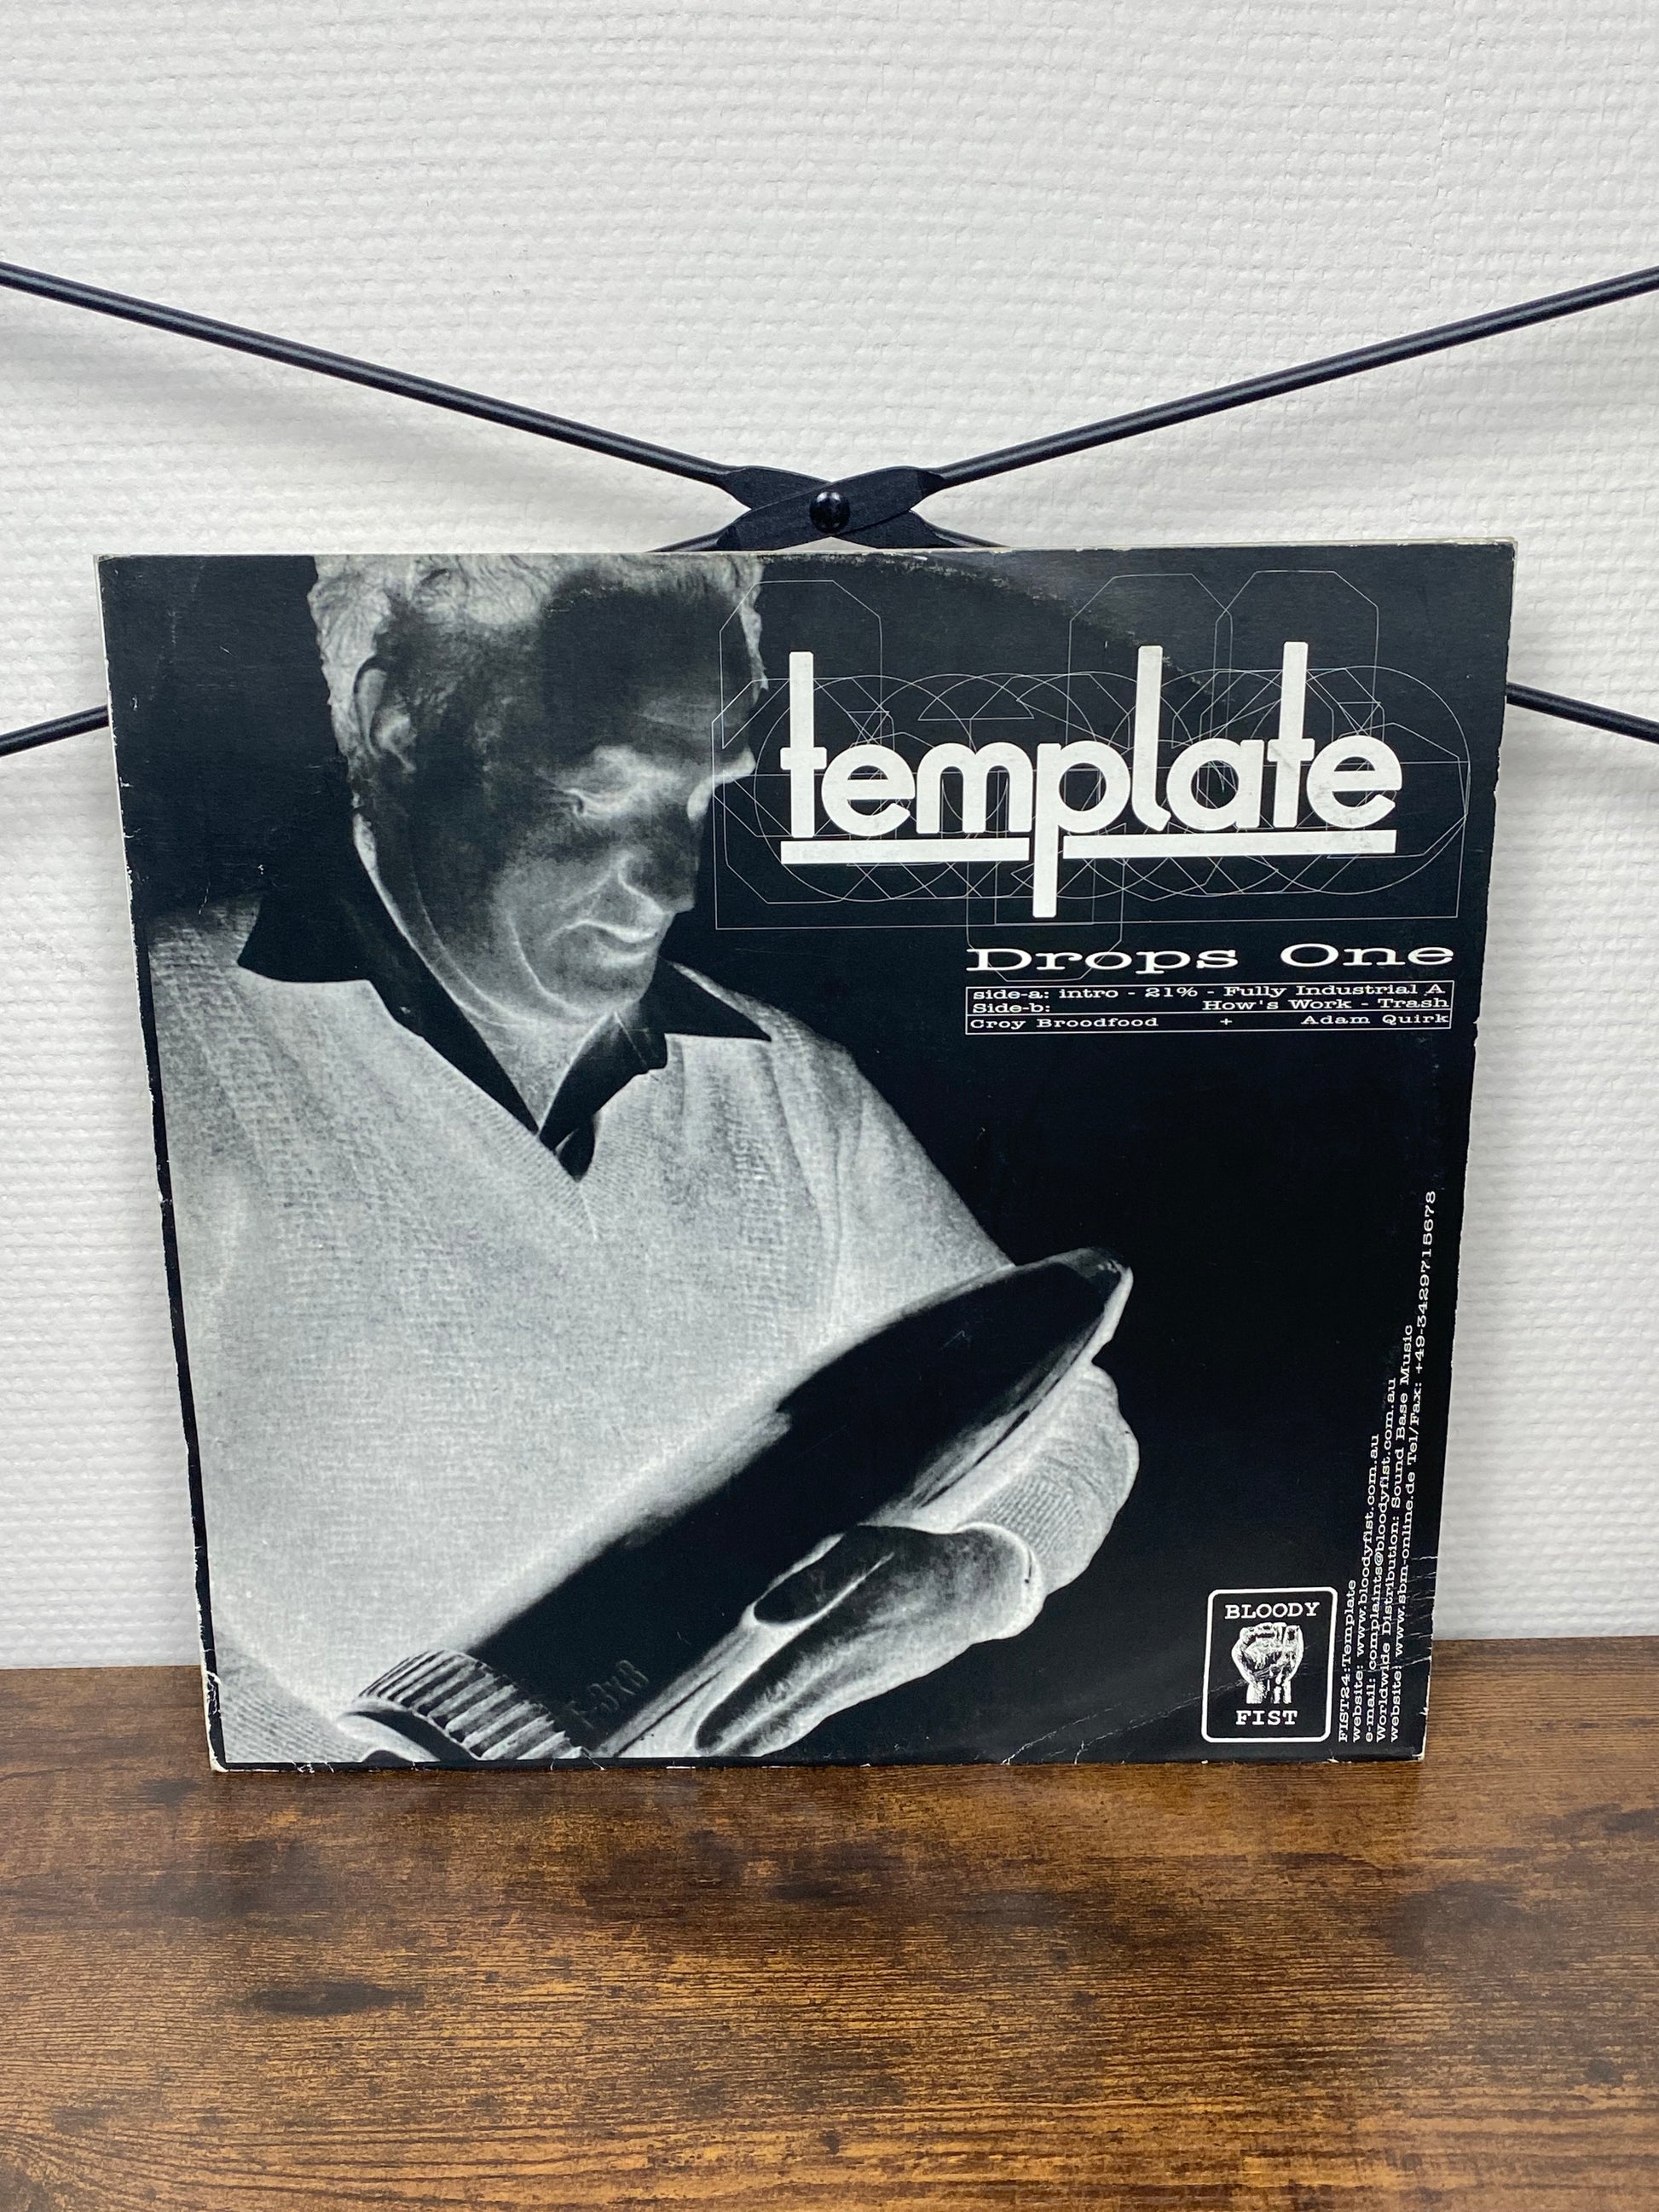 template
Drops One
side-a: intro - 21% - Fully Industrial A
Side-b: How's Work - Trash
Croy Broodfood + Adam Quirk
BLOODY
FIST
FIST24:Template
website: www.bloodyfist.com.au
e-mail: complaints@bloodyfist.com.au
Worldwide Distribution: Sound Base Music
website: www.sbm-online.de Tel/Fax: +49-3429715678